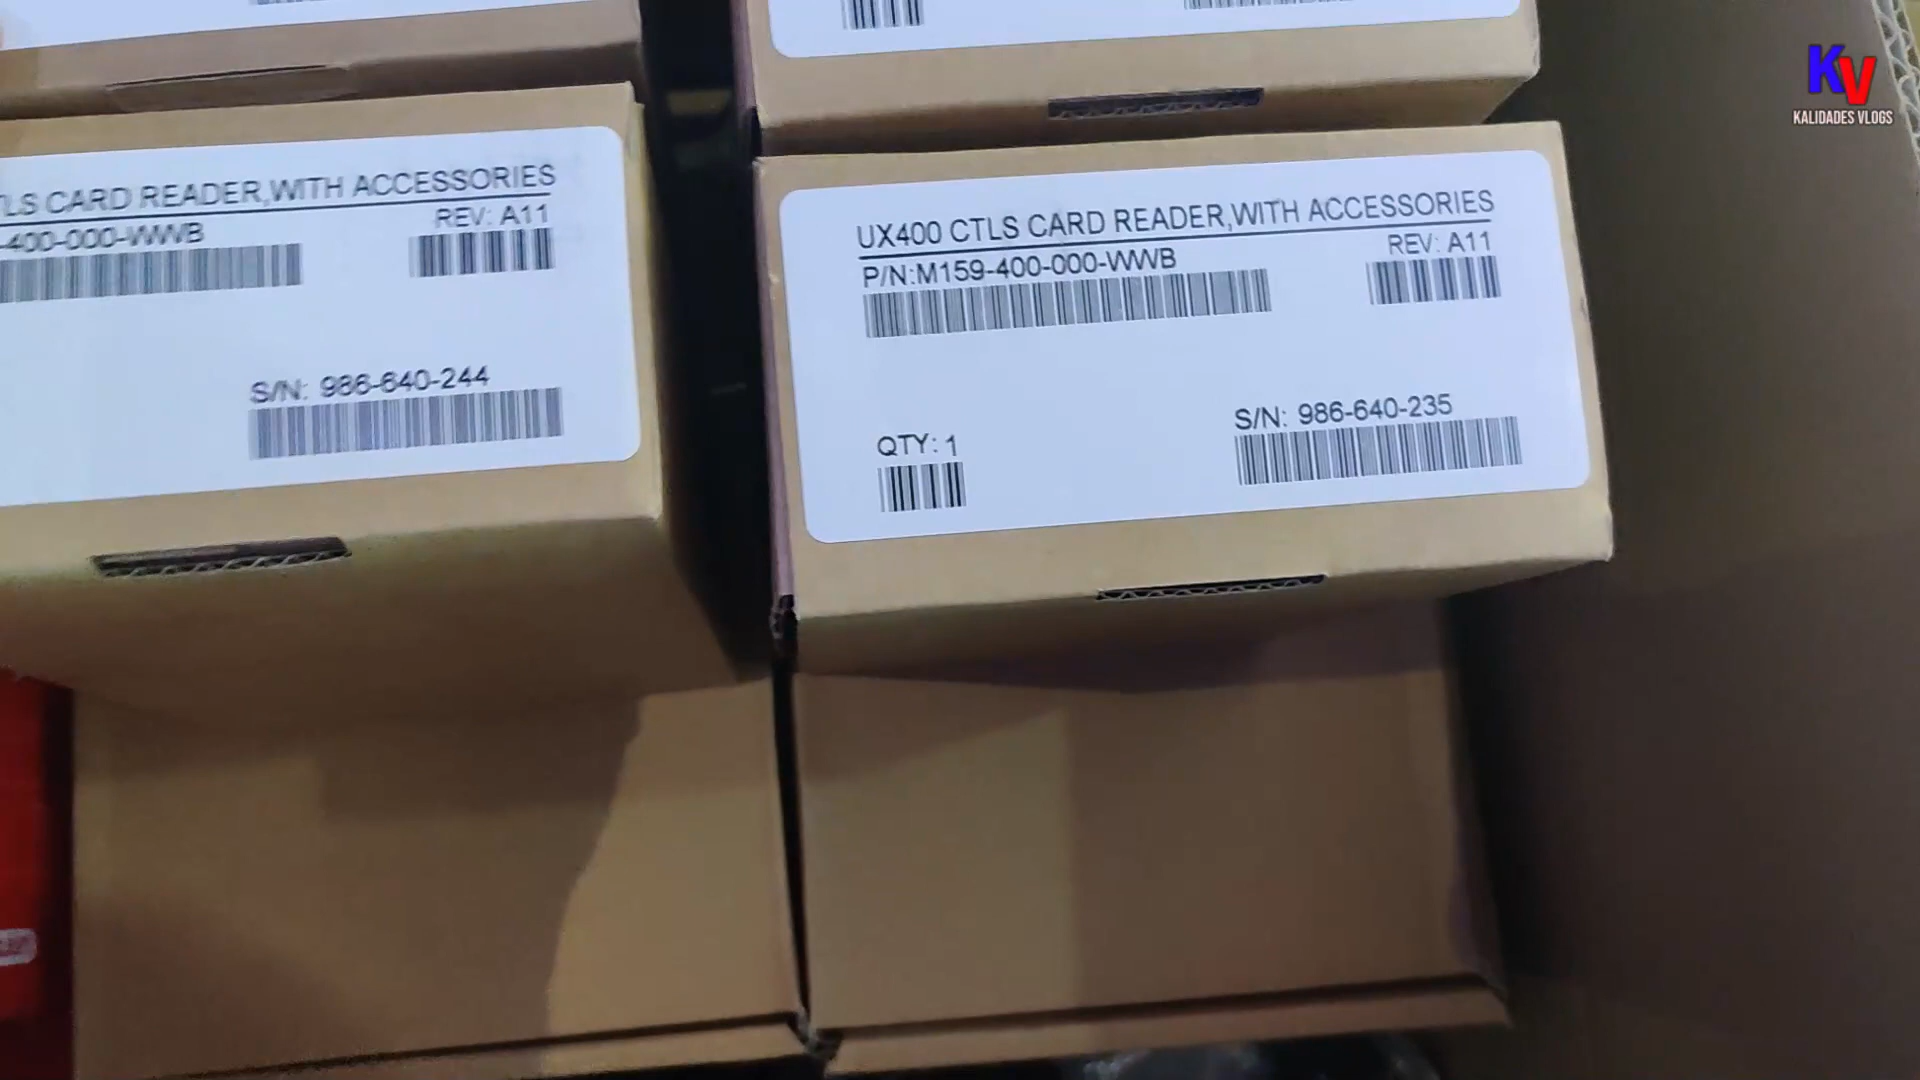 KV
KALIDADES VLOGS
TLS CARD READER,WITH ACCESSORIES
-400-000-WWB
REV: A11
S/N: 986-640-244
UX400 CTLS CARD READER,WITH ACCESSORIES
P/N:M159-400-000-WWB
REV: A11
QTY: 1
S/N: 986-640-235